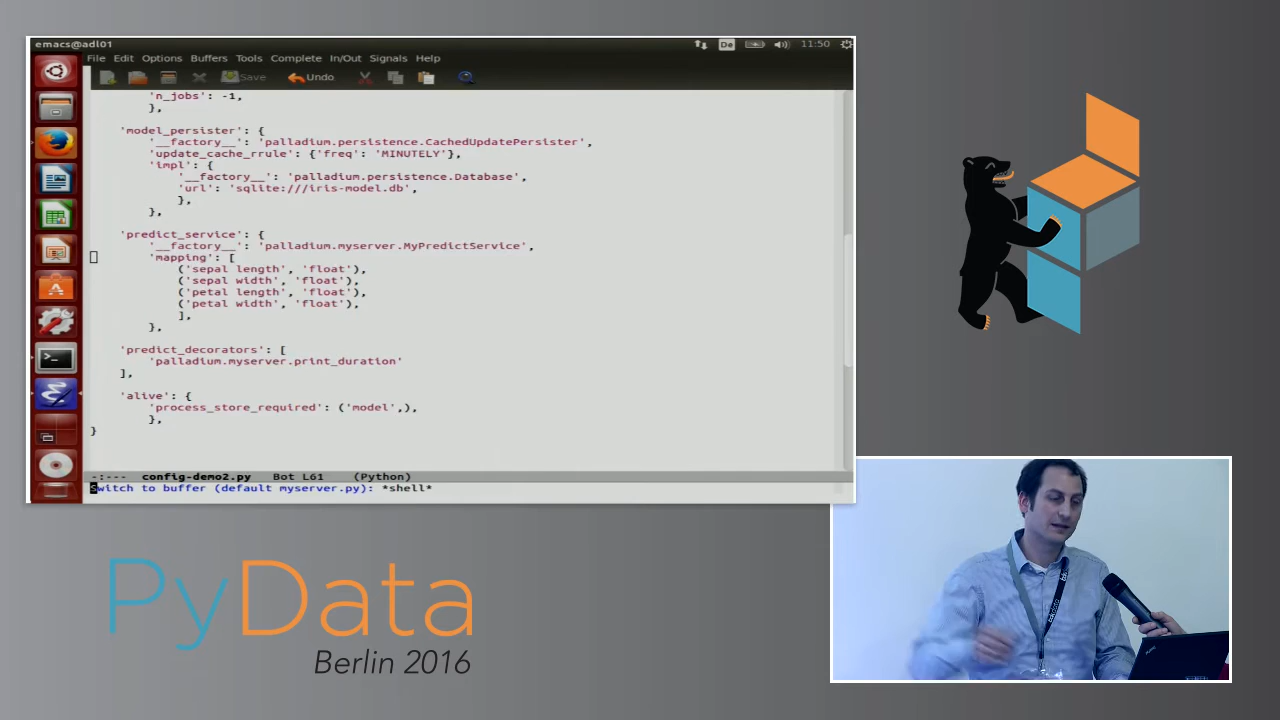 emacs@adl01
De
11:50
File Edit Options Buffers Tools Complete In/Out Signals Help
Save Undo
'n_jobs': -1,
},
'model_persister': {
'__factory__': 'palladium.persistence.CachedUpdatePersister',
'update_cache_rrule': {'freq': 'MINUTELY'},
'impl': {
'__factory__': 'palladium.persistence.Database',
'url': 'sqlite:///iris-model.db',
},
},
'predict_service': {
'__factory__': 'palladium.myserver.MyPredictService',
'mapping': [
('sepal length', 'float'),
('sepal width', 'float'),
('petal length', 'float'),
('petal width', 'float'),
],
},
'predict_decorators': [
'palladium.myserver.print_duration'
],
'alive': {
'process_store_required': ('model',),
},
}
-:--- config-demo2.py Bot L61 (Python)
Switch to buffer (default myserver.py): *shell*
PyData
Berlin 2016